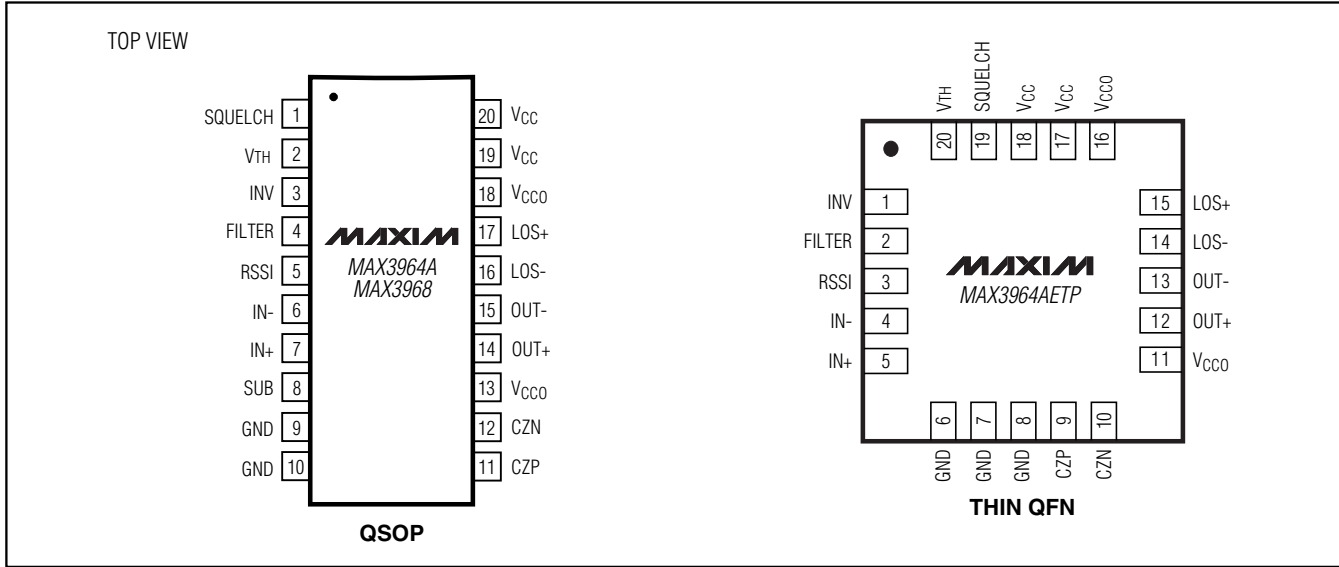 TOP VIEW
SQUELCH 1
VTH 2
INV 3
FILTER 4
RSSI 5
IN- 6
IN+ 7
SUB 8
GND 9
GND 10
MAXIM
MAX3964A
MAX3968
20 VCC
19 VCC
18 VCCO
17 LOS+
16 LOS-
15 OUT-
14 OUT+
13 VCCO
12 CZN
11 CZP
QSOP
VTH
SQUELCH
VCC
VCC
VCCO
20
19
18
17
16
INV 1
FILTER 2
RSSI 3
IN- 4
IN+ 5
MAXIM
MAX3964AETP
15 LOS+
14 LOS-
13 OUT-
12 OUT+
11 VCCO
6
7
8
9
10
GND
GND
GND
CZP
CZN
THIN QFN